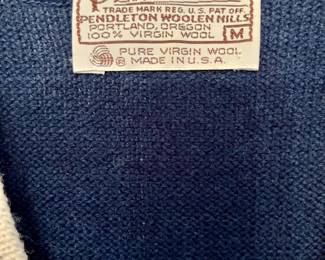 TRADE MARK REG. U.S. PAT. OFF.
PENDLETON WOOLEN MILLS
PORTLAND, OREGON
100% VIRGIN WOOL M
PURE VIRGIN WOOL
® MADE IN U.S.A.